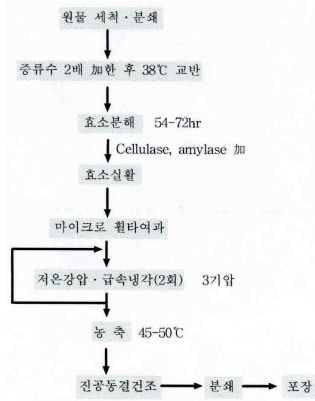 원물 세척·분쇄
증류수 2배 加한 후 38℃ 교반
효소분해 54-72hr
Cellulase, amylase 加
효소실활
마이크로 휠타여과
저온강압·급속냉각(2회) 3기압
농 축 45-50℃
진공동결건조 분쇄 포장